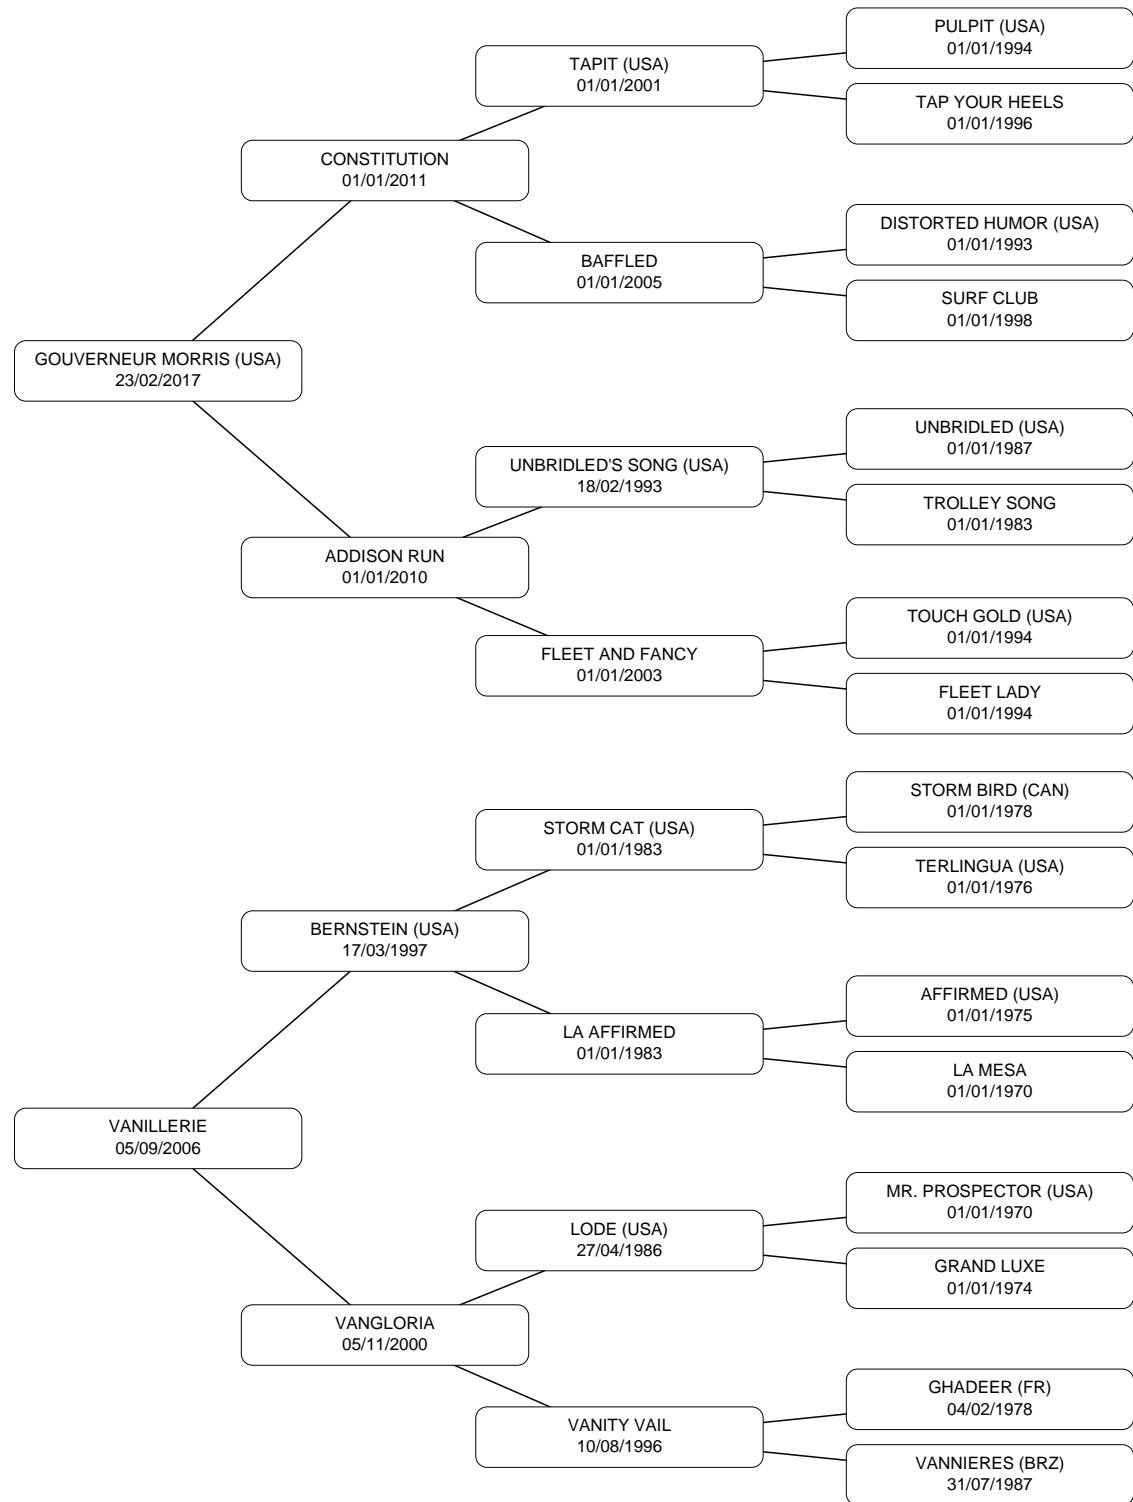 PULPIT (USA)
01/01/1994
TAPIT (USA)
01/01/2001
TAP YOUR HEELS
01/01/1996
CONSTITUTION
01/01/2011
DISTORTED HUMOR (USA)
01/01/1993
BAFFLED
01/01/2005
SURF CLUB
01/01/1998
GOUVERNEUR MORRIS (USA)
23/02/2017
UNBRIDLED (USA)
01/01/1987
UNBRIDLED'S SONG (USA)
18/02/1993
TROLLEY SONG
01/01/1983
ADDISON RUN
01/01/2010
TOUCH GOLD (USA)
01/01/1994
FLEET AND FANCY
01/01/2003
FLEET LADY
01/01/1994
STORM BIRD (CAN)
01/01/1978
STORM CAT (USA)
01/01/1983
TERLINGUA (USA)
01/01/1976
BERNSTEIN (USA)
17/03/1997
AFFIRMED (USA)
01/01/1975
LA AFFIRMED
01/01/1983
LA MESA
01/01/1970
VANILLERIE
05/09/2006
MR. PROSPECTOR (USA)
01/01/1970
LODE (USA)
27/04/1986
GRAND LUXE
01/01/1974
VANGLORIA
05/11/2000
GHADEER (FR)
04/02/1978
VANITY VAIL
10/08/1996
VANNIERES (BRZ)
31/07/1987